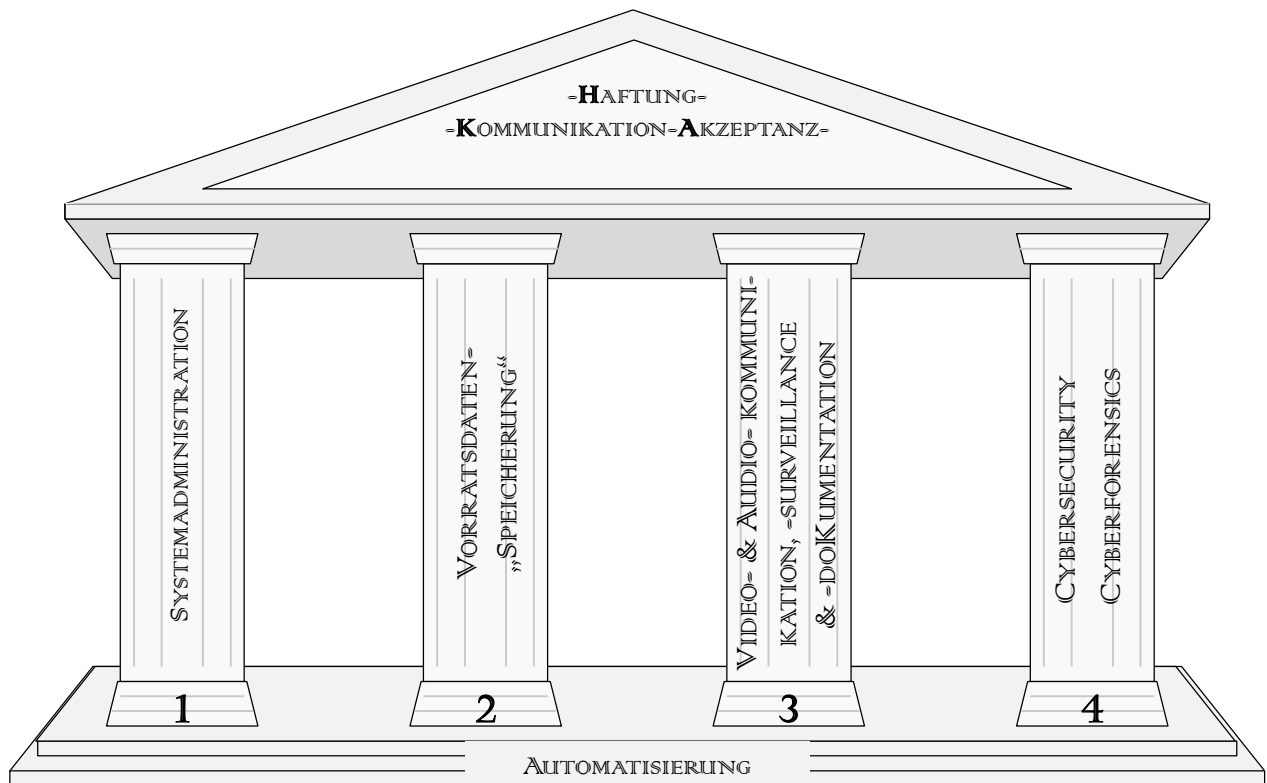 -Haftung-
-Kommunikation-Akzeptanz-
Systemadministration
Vorratsdaten-
„Speicherung“
Video- & Audio- kommuni-
kation, -surveillance
& -doKumentation
Cybersecurity
Cyberforensics
1
2
3
4
Automatisierung